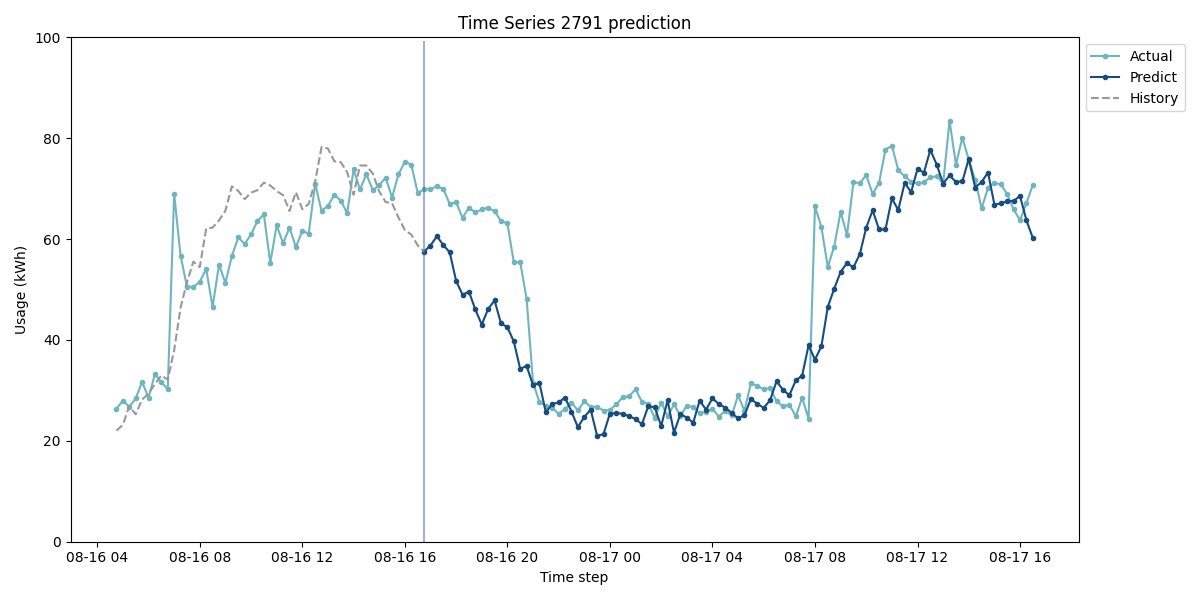 Time Series 2791 prediction
Usage (kWh)
100
80
60
40
20
0
08-16 04 08-16 08 08-16 12 08-16 16 08-16 20 08-17 00 08-17 04 08-17 08 08-17 12 08-17 16
Time step
Actual
Predict
History